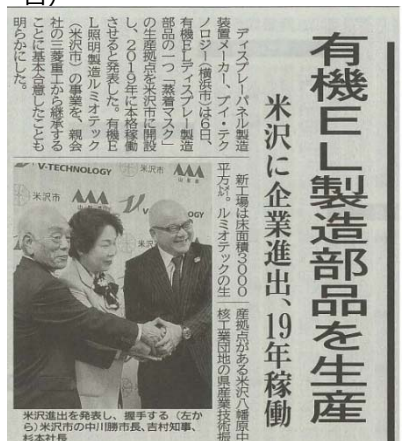 有機EL製造部品を生産
米沢に企業進出、19年稼働
ディスプレーパネル製造
装置メーカー、ブイ・テク
ノロジー(横浜市)は6日、
有機ELディスプレー製造
部品の一つ「蒸着マスク」
の生産拠点を米沢市に開設
し、2019年に本格稼働
させると発表した。有機E
L照明製造ルミオテック
(米沢市)の事業を、親会
社の三菱重工から継承する
ことに基本合意したことも
明らかにした。
新工場は床面積3000
平方㍍。ルミオテックの生
産拠点がある米沢八幡原中
核工業団地の県産業技術振
V-TECHNOLOGY
米沢市
山形県
米沢市
V-TECH
米沢進出を発表し、握手する(左か
ら)米沢市の中川勝市長、吉村知事、
杉本社長